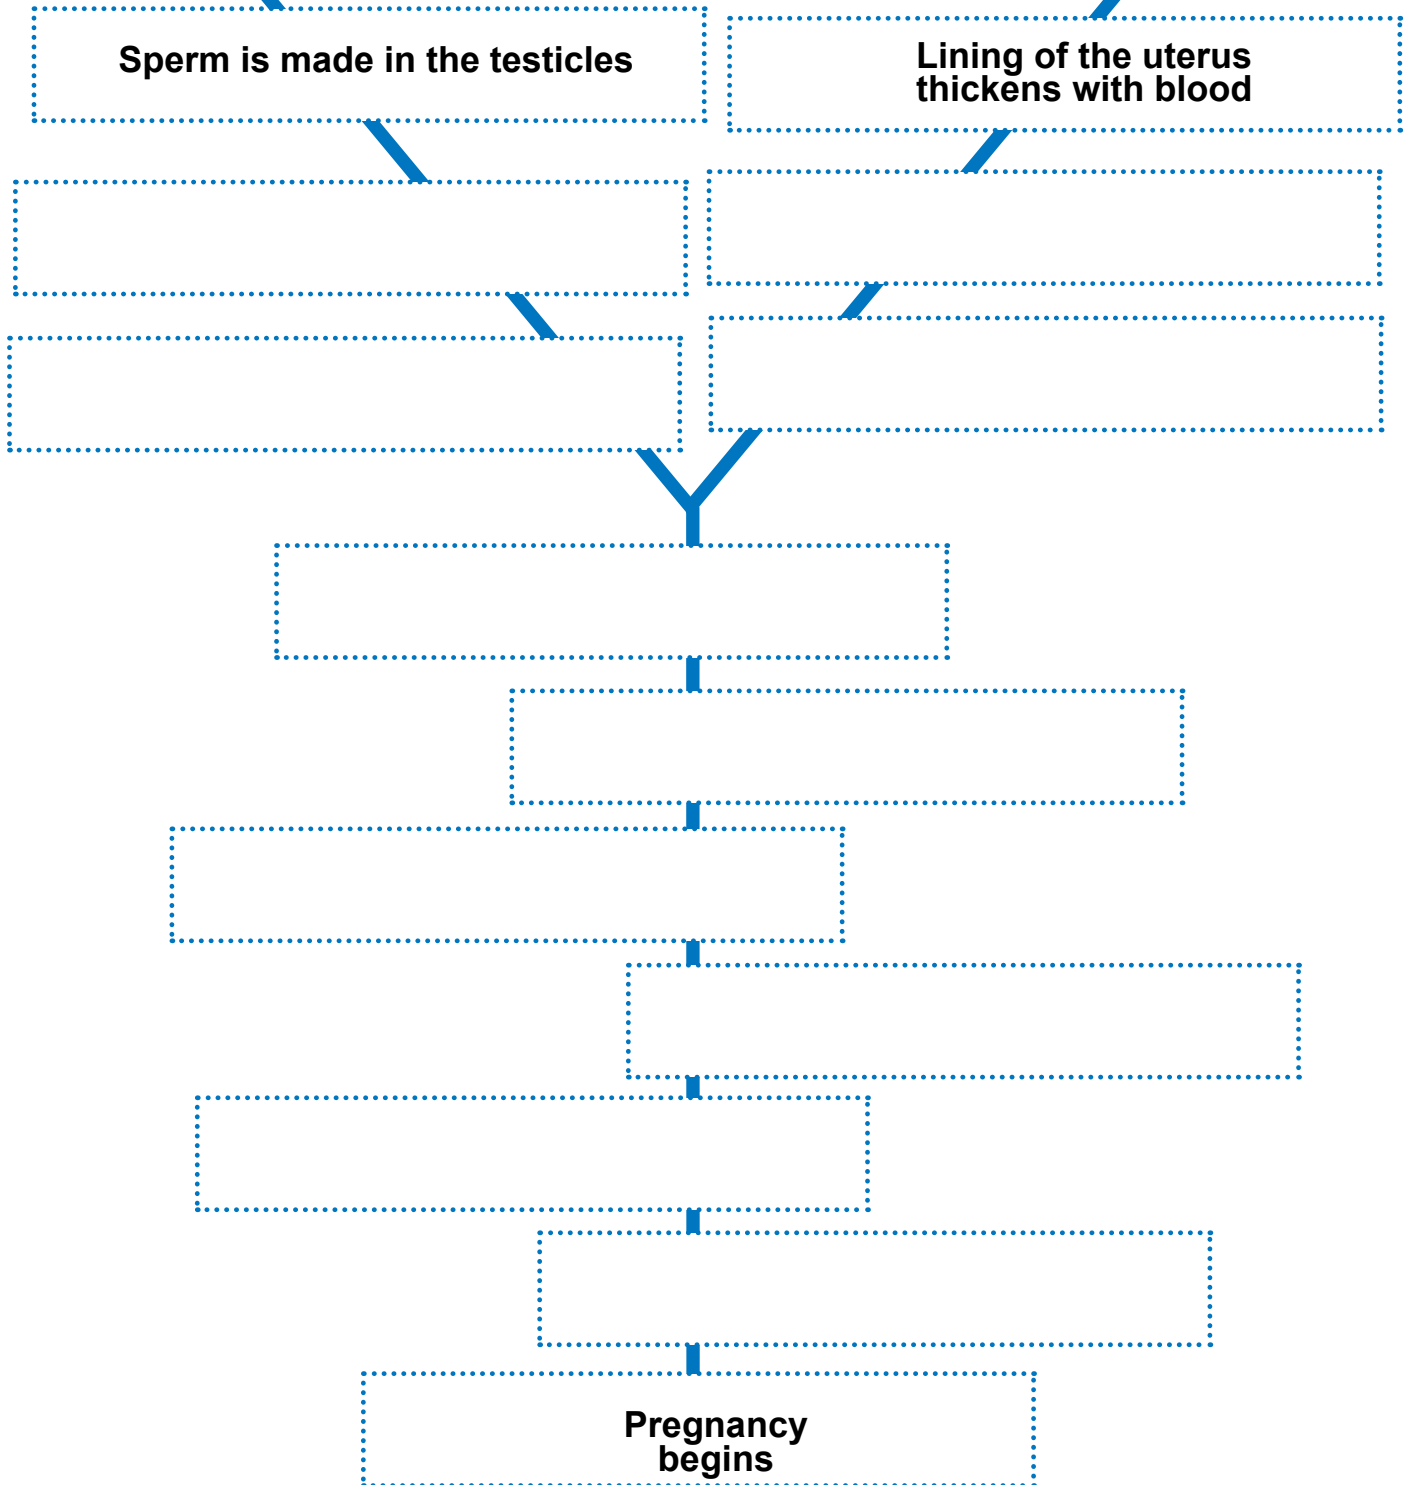 Sperm is made in the testicles
Lining of the uterus
thickens with blood
Pregnancy
begins